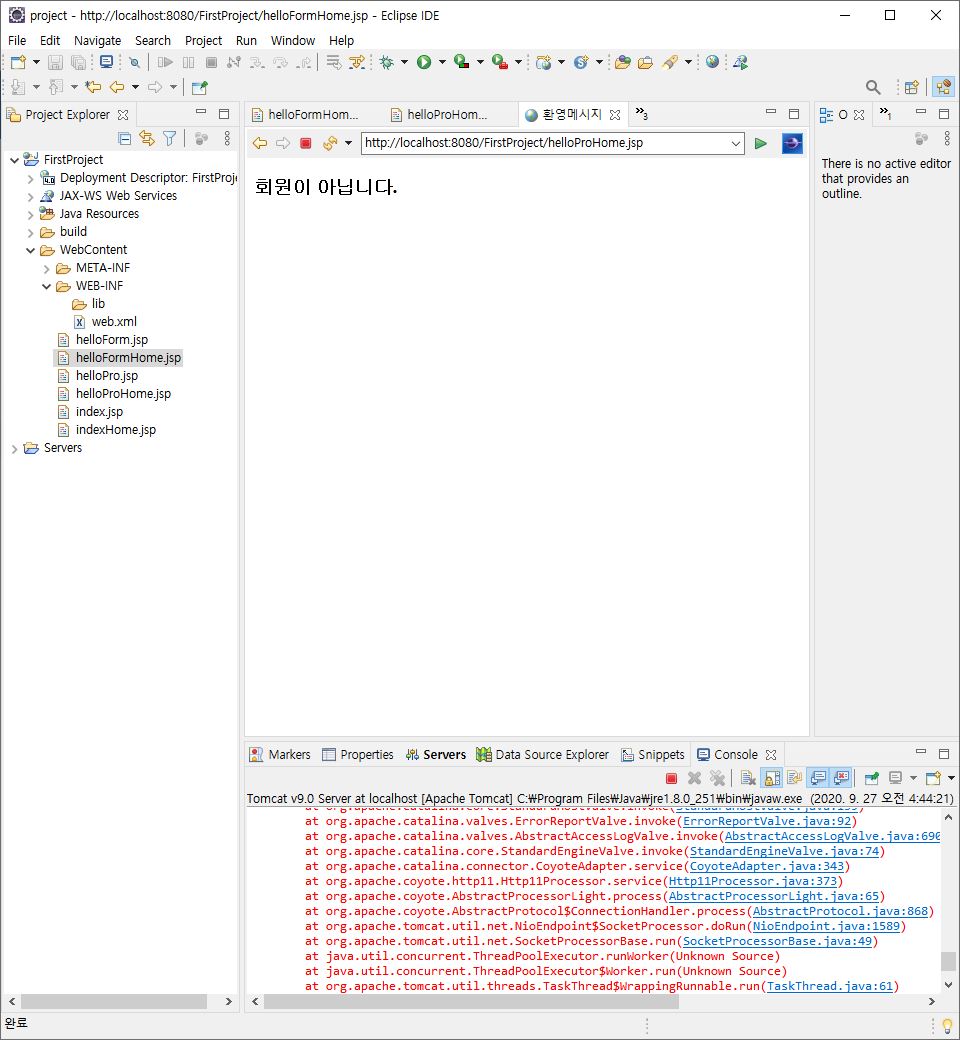 project - http://localhost:8080/FirstProject/helloFormHome.jsp - Eclipse IDE
File Edit Navigate Search Project Run Window Help
Project Explorer
FirstProject
Deployment Descriptor: FirstProje
JAX-WS Web Services
Java Resources
build
WebContent
META-INF
WEB-INF
lib
web.xml
helloForm.jsp
helloFormHome.jsp
helloPro.jsp
helloProHome.jsp
index.jsp
indexHome.jsp
Servers
helloFormHom... helloProHom... 환영메시지 »3
http://localhost:8080/FirstProject/helloProHome.jsp
회원이 아닙니다.
O »1
There is no active editor
that provides an
outline.
Markers Properties Servers Data Source Explorer Snippets Console
Tomcat v9.0 Server at localhost [Apache Tomcat] C:₩Program Files₩Java₩jre1.8.0_251₩bin₩javaw.exe (2020. 9. 27 오전 4:44:21)
at org.apache.catalina.valves.ErrorReportValve.invoke(ErrorReportValve.java:92)
at org.apache.catalina.valves.AbstractAccessLogValve.invoke(AbstractAccessLogValve.java:690
at org.apache.catalina.core.StandardEngineValve.invoke(StandardEngineValve.java:74)
at org.apache.catalina.connector.CoyoteAdapter.service(CoyoteAdapter.java:343)
at org.apache.coyote.http11.Http11Processor.service(Http11Processor.java:373)
at org.apache.coyote.AbstractProcessorLight.process(AbstractProcessorLight.java:65)
at org.apache.coyote.AbstractProtocol$ConnectionHandler.process(AbstractProtocol.java:868)
at org.apache.tomcat.util.net.NioEndpoint$SocketProcessor.doRun(NioEndpoint.java:1589)
at org.apache.tomcat.util.net.SocketProcessorBase.run(SocketProcessorBase.java:49)
at java.util.concurrent.ThreadPoolExecutor.runWorker(Unknown Source)
at java.util.concurrent.ThreadPoolExecutor$Worker.run(Unknown Source)
at org.apache.tomcat.util.threads.TaskThread$WrappingRunnable.run(TaskThread.java:61)
완료